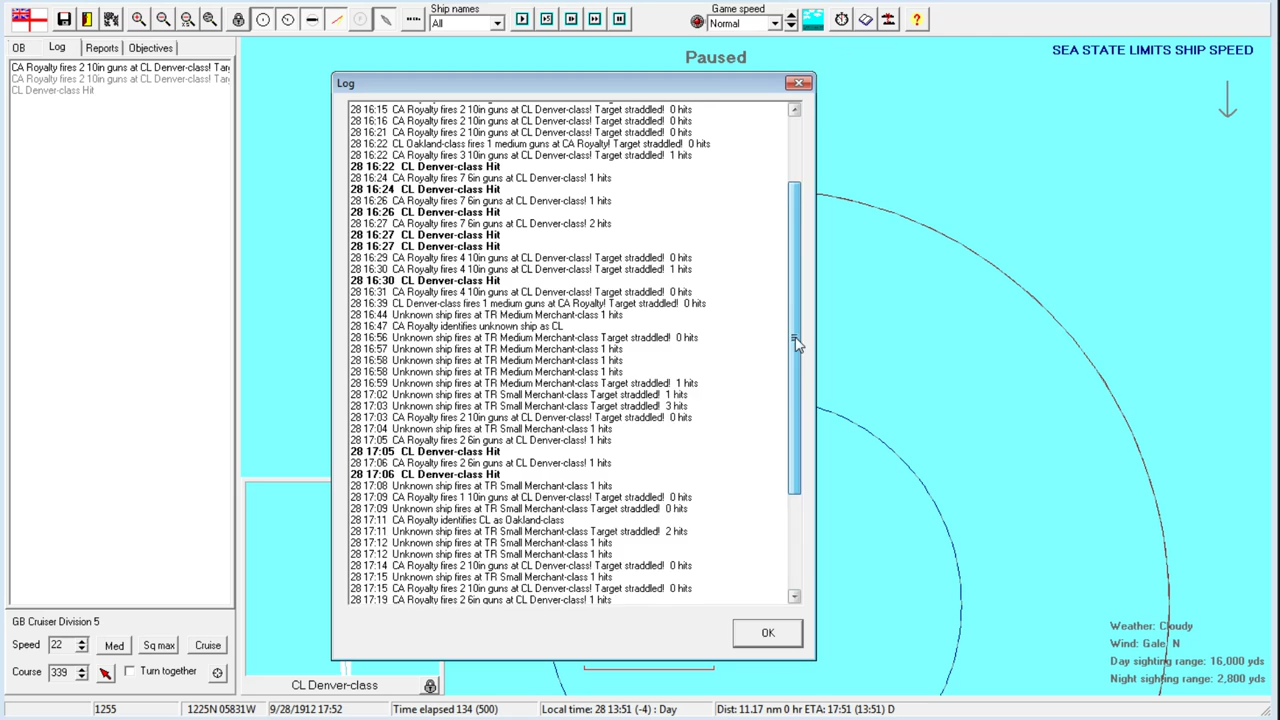 Ship names
All
Game speed
Normal
OB Log Reports Objectives
CA Royalty fires 2 10in guns at CL Denver-class! Tar
CA Royalty fires 2 10in guns at CL Denver-class! Tar
CL Denver-class Hit
Paused
SEA STATE LIMITS SHIP SPEED
Log
28 16:15 CA Royalty fires 2 10in guns at CL Denver-class! Target straddled! 0 hits
28 16:16 CA Royalty fires 2 10in guns at CL Denver-class! Target straddled! 0 hits
28 16:21 CA Royalty fires 2 10in guns at CL Denver-class! Target straddled! 0 hits
28 16:22 CL Oakland-class fires 1 medium guns at CA Royalty! Target straddled! 0 hits
28 16:22 CA Royalty fires 3 10in guns at CL Denver-class! Target straddled! 1 hits
28 16:22 CL Denver-class Hit
28 16:24 CA Royalty fires 7 6in guns at CL Denver-class! 1 hits
28 16:24 CL Denver-class Hit
28 16:26 CA Royalty fires 7 6in guns at CL Denver-class! 1 hits
28 16:26 CL Denver-class Hit
28 16:27 CA Royalty fires 7 6in guns at CL Denver-class! 2 hits
28 16:27 CL Denver-class Hit
28 16:27 CL Denver-class Hit
28 16:29 CA Royalty fires 4 10in guns at CL Denver-class! Target straddled! 0 hits
28 16:30 CA Royalty fires 4 10in guns at CL Denver-class! Target straddled! 1 hits
28 16:30 CL Denver-class Hit
28 16:31 CA Royalty fires 4 10in guns at CL Denver-class! Target straddled! 0 hits
28 16:39 CL Denver-class fires 1 medium guns at CA Royalty! Target straddled! 0 hits
28 16:44 Unknown ship fires at TR Medium Merchant-class 1 hits
28 16:47 CA Royalty identifies unknown ship as CL
28 16:56 Unknown ship fires at TR Medium Merchant-class Target straddled! 0 hits
28 16:57 Unknown ship fires at TR Medium Merchant-class 1 hits
28 16:58 Unknown ship fires at TR Medium Merchant-class 1 hits
28 16:58 Unknown ship fires at TR Medium Merchant-class 1 hits
28 16:59 Unknown ship fires at TR Medium Merchant-class Target straddled! 1 hits
28 17:02 Unknown ship fires at TR Small Merchant-class Target straddled! 1 hits
28 17:03 Unknown ship fires at TR Small Merchant-class Target straddled! 3 hits
28 17:03 CA Royalty fires 2 10in guns at CL Denver-class! Target straddled! 0 hits
28 17:04 Unknown ship fires at TR Small Merchant-class 1 hits
28 17:05 CA Royalty fires 2 6in guns at CL Denver-class! 1 hits
28 17:05 CL Denver-class Hit
28 17:06 CA Royalty fires 2 6in guns at CL Denver-class! 1 hits
28 17:06 CL Denver-class Hit
28 17:08 Unknown ship fires at TR Small Merchant-class 1 hits
28 17:09 CA Royalty fires 1 10in guns at CL Denver-class! Target straddled! 0 hits
28 17:09 Unknown ship fires at TR Small Merchant-class Target straddled! 0 hits
28 17:11 CA Royalty identifies CL as Oakland-class
28 17:11 Unknown ship fires at TR Small Merchant-class Target straddled! 2 hits
28 17:12 Unknown ship fires at TR Small Merchant-class 1 hits
28 17:12 Unknown ship fires at TR Small Merchant-class 1 hits
28 17:14 CA Royalty fires 2 10in guns at CL Denver-class! Target straddled! 0 hits
28 17:15 Unknown ship fires at TR Small Merchant-class 1 hits
28 17:15 CA Royalty fires 2 10in guns at CL Denver-class! Target straddled! 0 hits
28 17:19 CA Royalty fires 2 6in guns at CL Denver-class! 1 hits
OK
GB Cruiser Division 5
Speed 22 Med Sq max Cruise
Course 339 Turn together
CL Denver-class
Weather: Cloudy
Wind: Gale N
Day sighting range: 16,000 yds
Night sighting range: 2,800 yds
1255 1225N 05831W 9/28/1912 17:52 Time elapsed 134 (500) Local time: 28 13:51 (-4) : Day Dist: 11.17 nm 0 hr ETA: 17:51 (13:51) D